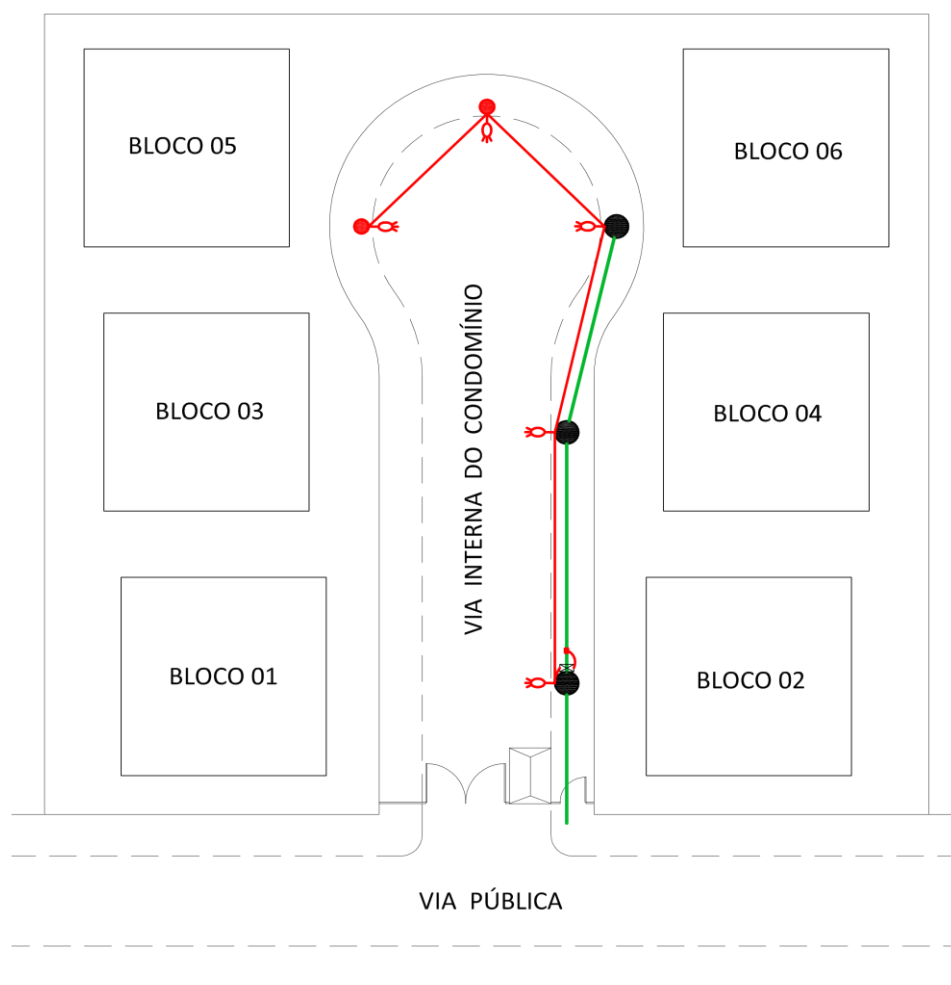 BLOCO 05
BLOCO 06
VIA INTERNA DO CONDOMÍNIO
BLOCO 03
BLOCO 04
BLOCO 01
BLOCO 02
VIA PÚBLICA